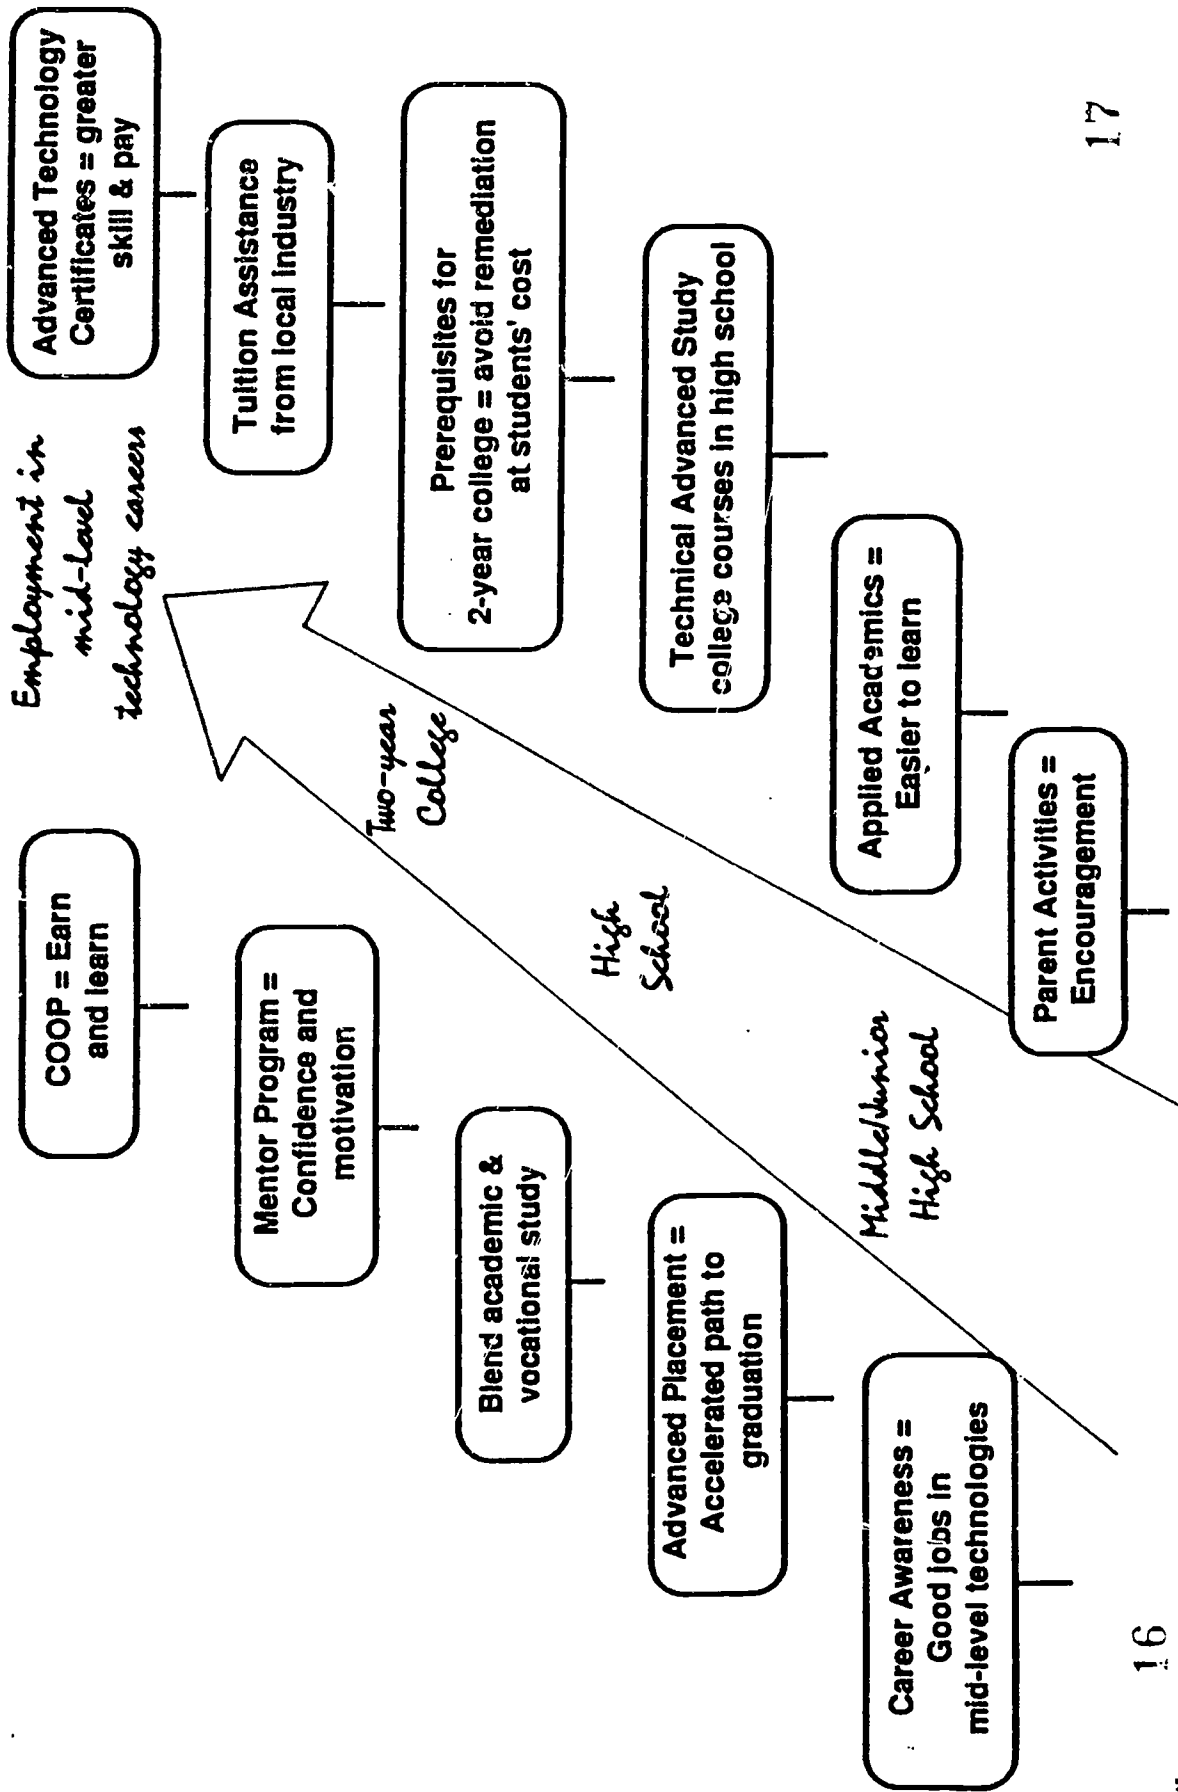 Employment in
mid-level
technology careers
Advanced Technology
Certificates = greater
skill & pay
COOP = Earn
and learn
Tuition Assistance
from local industry
Mentor Program =
Confidence and
motivation
Two-year
College
Prerequisites for
2-year college = avoid remediation
at students' cost
Blend academic &
vocational study
High
School
Technical Advanced Study
college courses in high school
Advanced Placement =
Accelerated path to
graduation
Middle/Junior
High School
Applied Academics =
Easier to learn
Career Awareness =
Good jobs in
mid-level technologies
Parent Activities =
Encouragement
16
17